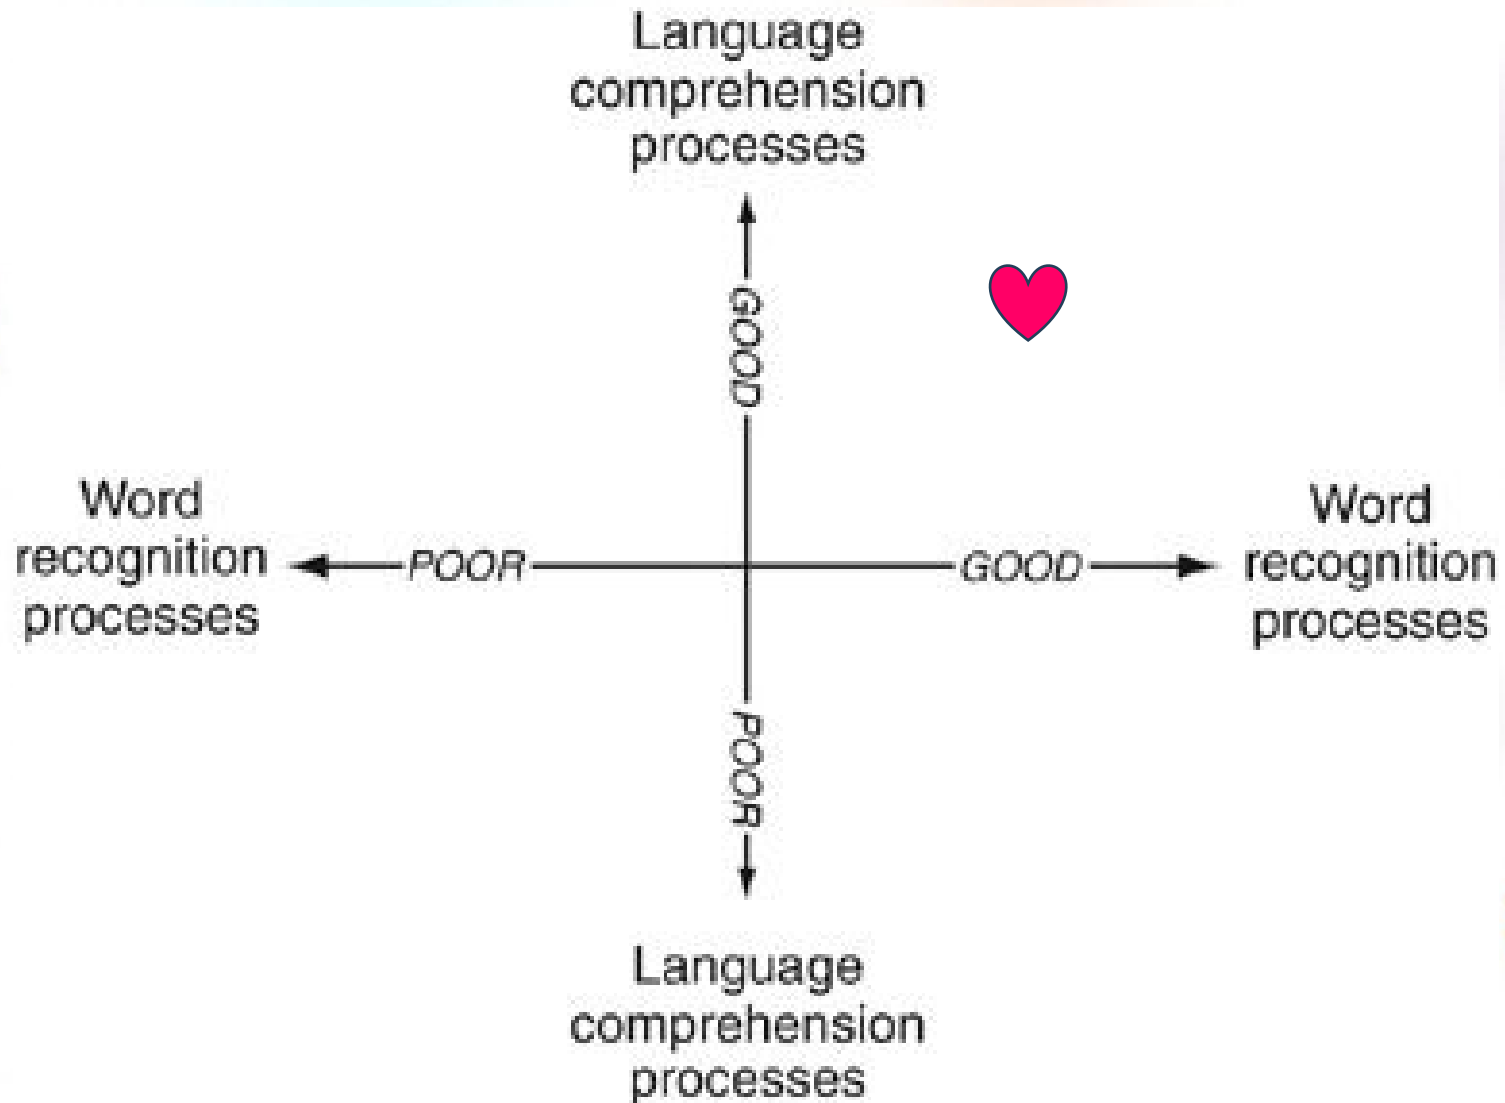 Language
comprehension
processes
GOOD
Word
recognition
processes
POOR
GOOD
Word
recognition
processes
POOR
Language
comprehension
processes